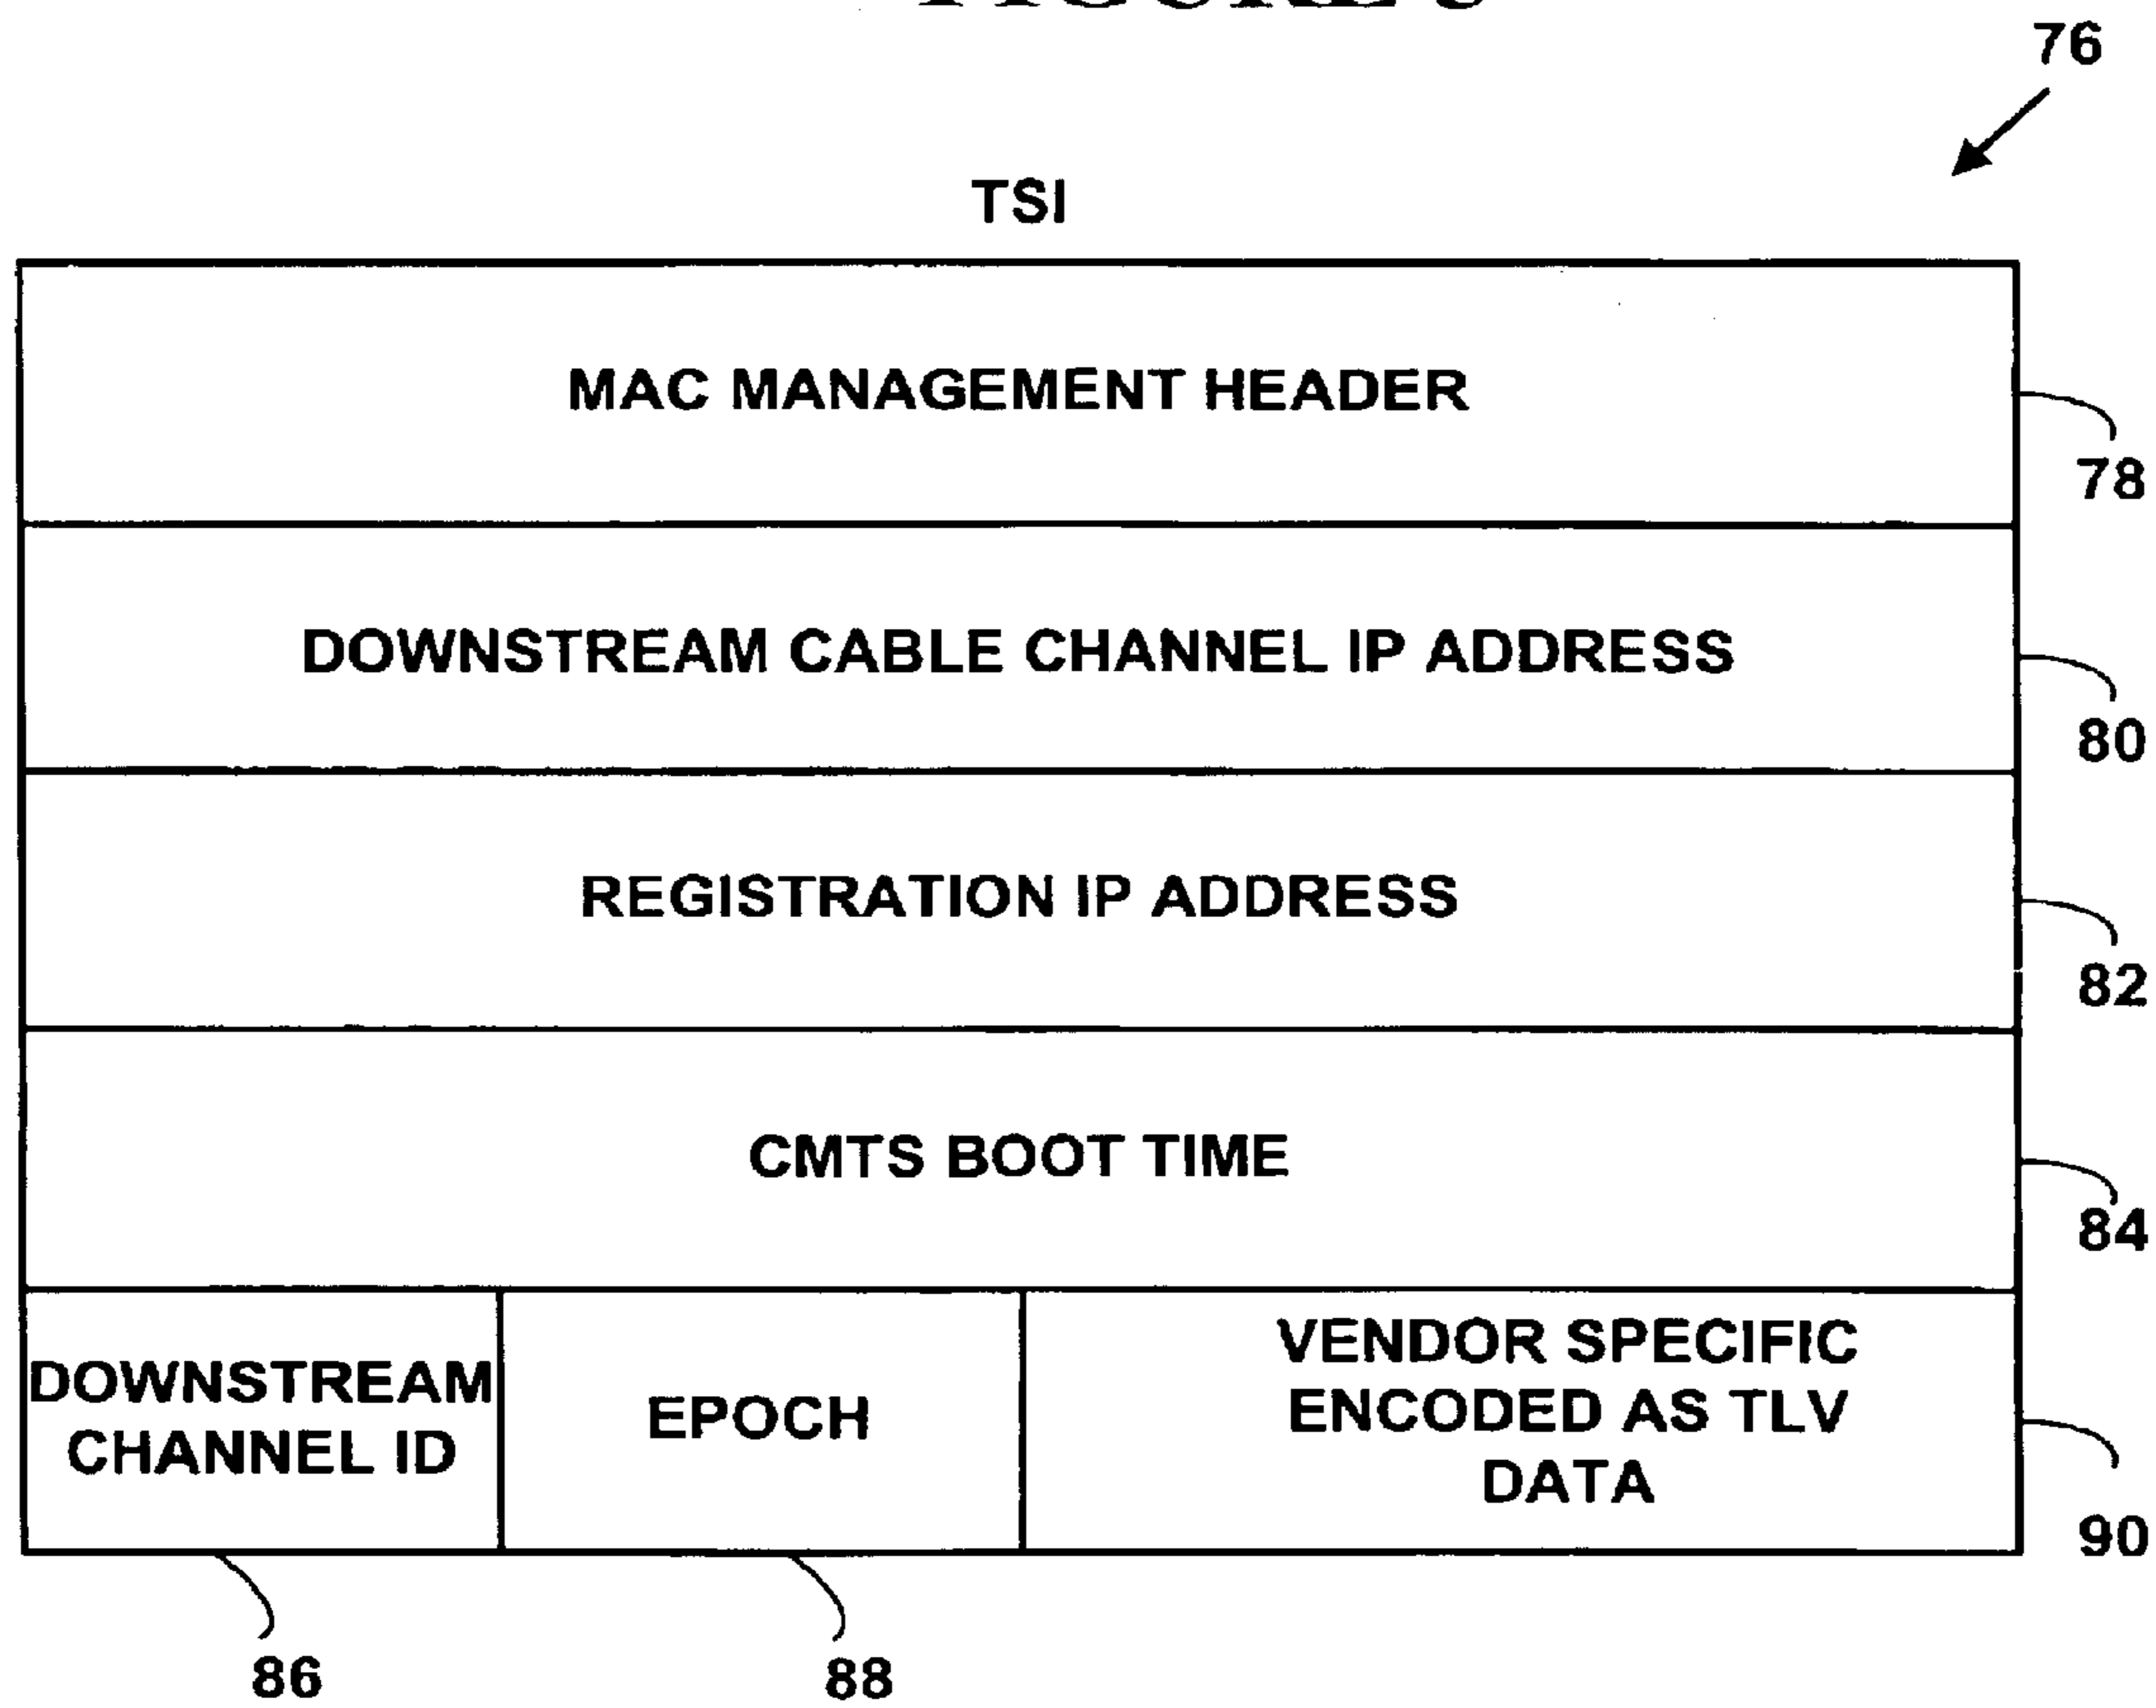 76
TSI
MAC MANAGEMENT HEADER
78
DOWNSTREAM CABLE CHANNEL IP ADDRESS
80
REGISTRATION IP ADDRESS
82
CMTS BOOT TIME
84
DOWNSTREAM
CHANNEL ID
EPOCH
VENDOR SPECIFIC
ENCODED AS TLV
DATA
90
86
88